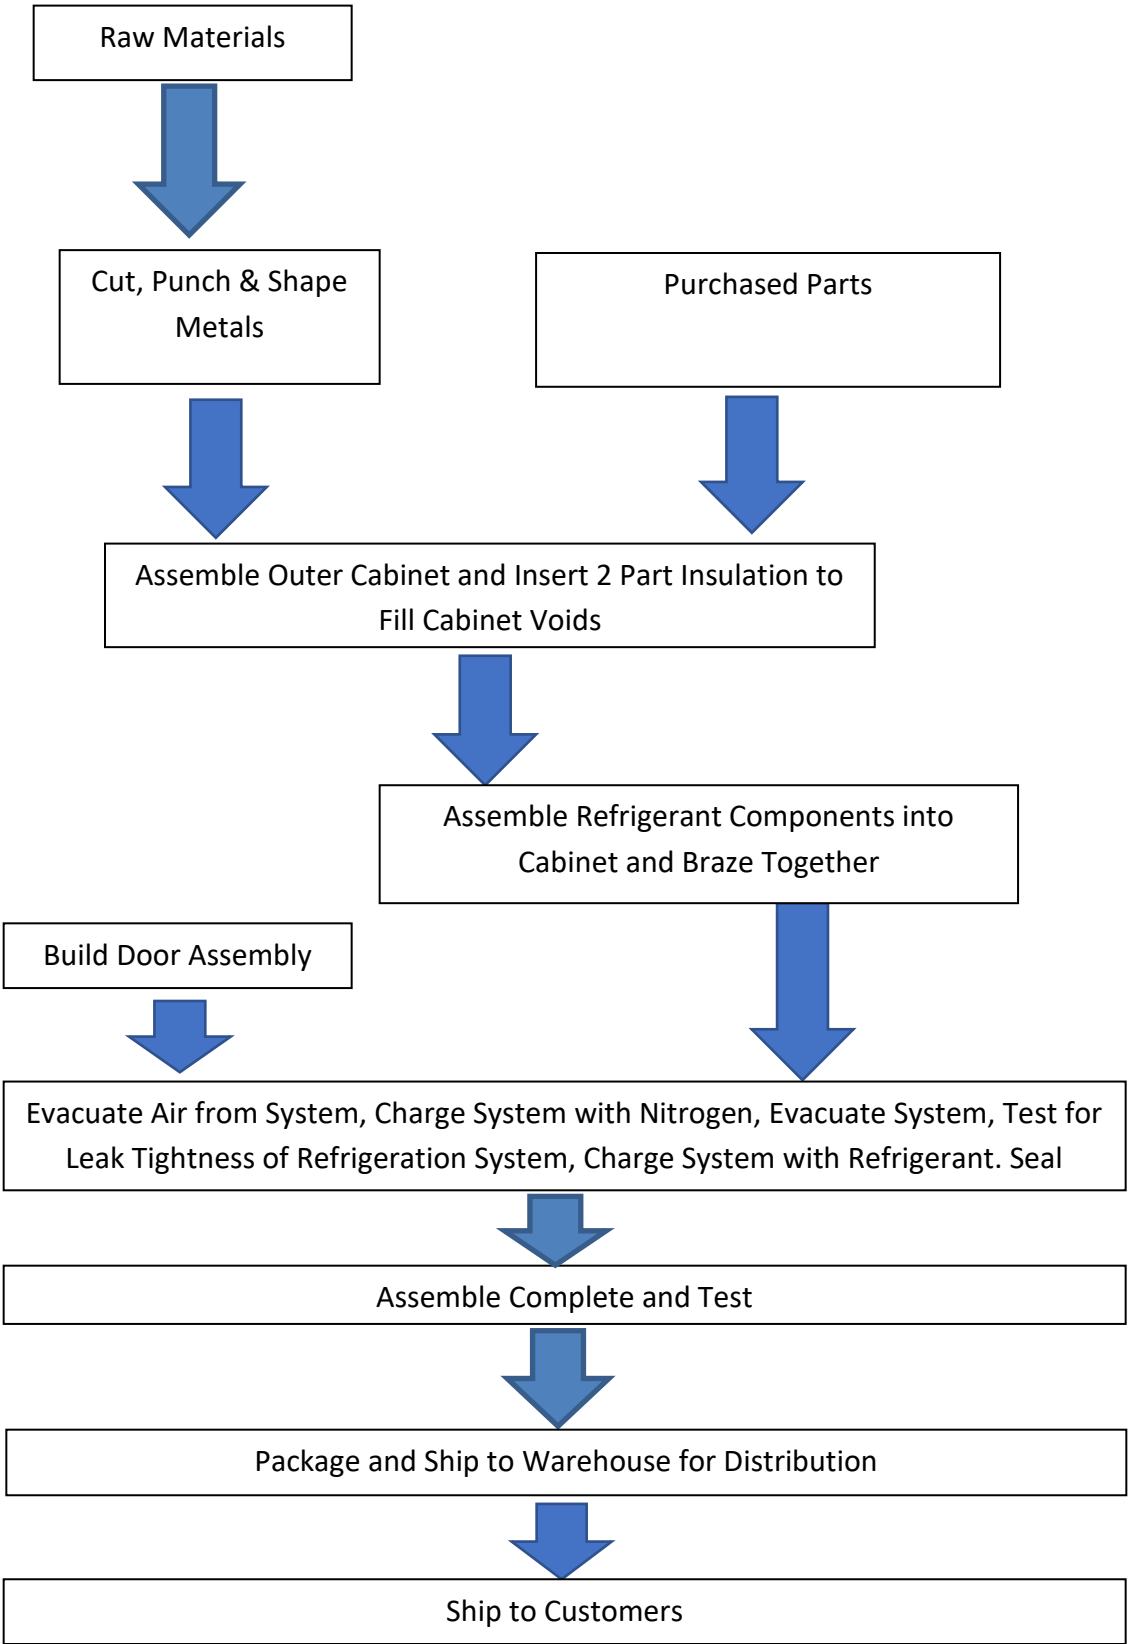 Raw Materials
Cut, Punch & Shape
Metals
Purchased Parts
Assemble Outer Cabinet and Insert 2 Part Insulation to
Fill Cabinet Voids
Assemble Refrigerant Components into
Cabinet and Braze Together
Build Door Assembly
Evacuate Air from System, Charge System with Nitrogen, Evacuate System, Test for
Leak Tightness of Refrigeration System, Charge System with Refrigerant. Seal
Assemble Complete and Test
Package and Ship to Warehouse for Distribution
Ship to Customers